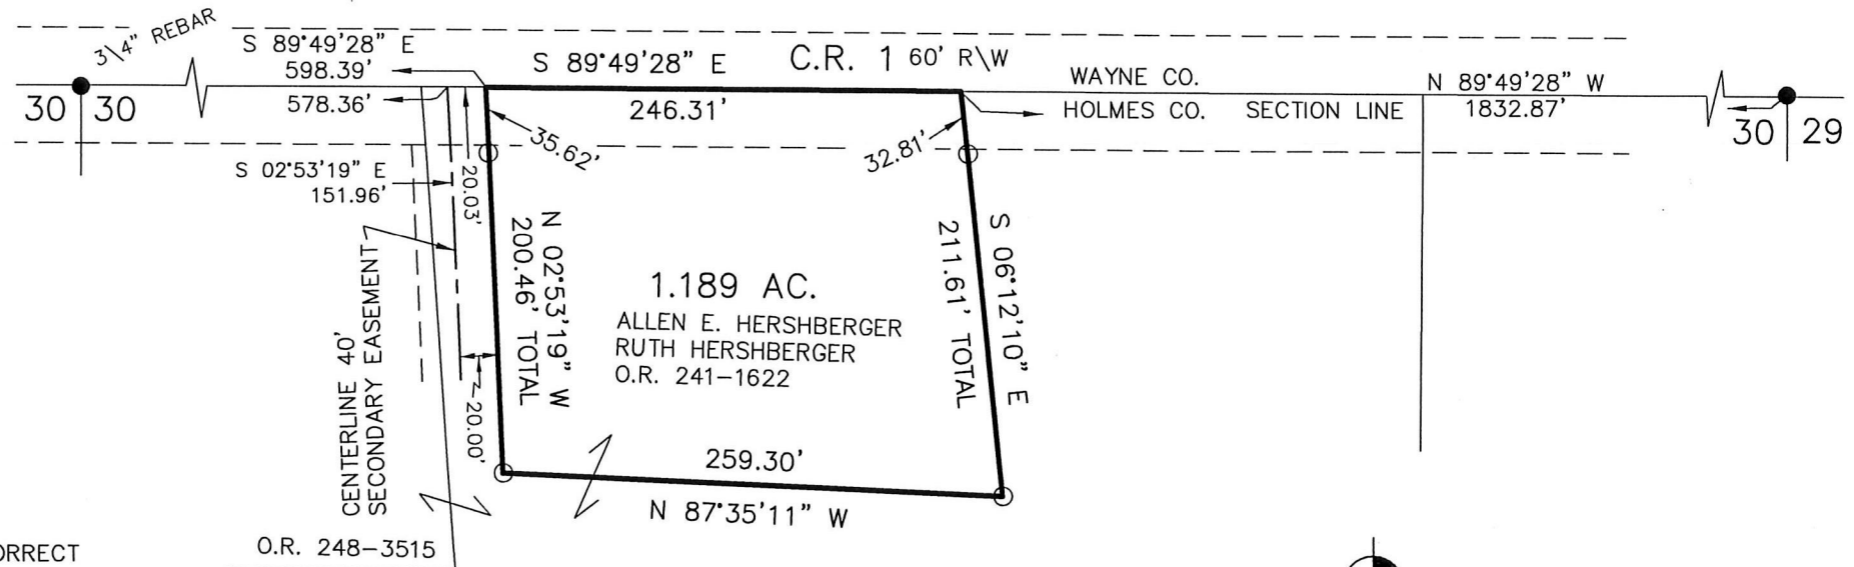 3\4" REBAR
S 89°49'28" E
598.39'
578.36'
S 89°49'28" E
246.31'
C.R. 1 60' R\W
WAYNE CO.
HOLMES CO. SECTION LINE
N 89°49'28" W
1832.87'
30 30
30 29
35.62'
32.81'
S 02°53'19" E
151.96'
20.03'
N 02°53'19" W
200.46' TOTAL
S 06°12'10" E
211.61' TOTAL
1.189 AC.
ALLEN E. HERSHBERGER
RUTH HERSHBERGER
O.R. 241-1622
CENTERLINE 40'
SECONDARY EASEMENT
20.00'
259.30'
N 87°35'11" W
O.R. 248-3515
ORRECT